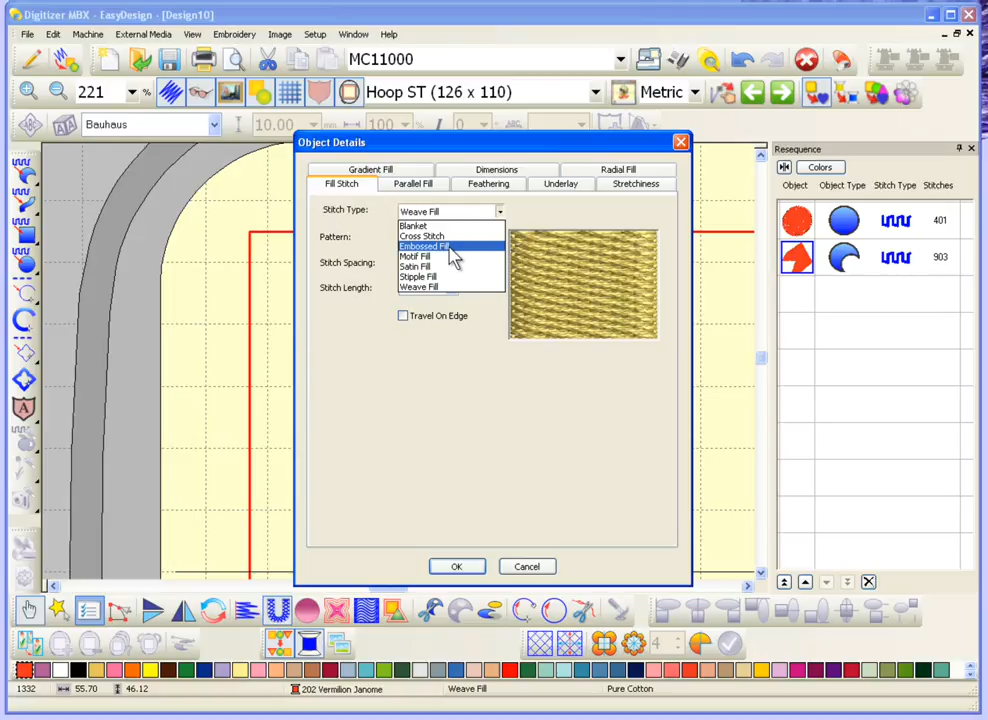 Digitizer MBX - EasyDesign - [Design10]
File Edit Machine External Media View Embroidery Image Setup Window Help
MC11000
221 % Hoop ST (126 x 110) Metric
Bauhaus 10.00 100 0
Object Details
Resequence
Gradient Fill Dimensions Radial Fill
Colors
Fill Stitch Parallel Fill Feathering Underlay Stretchiness
Object Object Type Stitch Type Stitches
Stitch Type: Weave Fill
401
Blanket
Pattern: Cross Stitch
Embossed Fill
Motif Fill
903
Stitch Spacing: Satin Fill
Stipple Fill
Stitch Length: Weave Fill
Travel On Edge
OK Cancel
4
1332 55.70 46.12 202 Vermilion Janome Weave Fill Pure Cotton